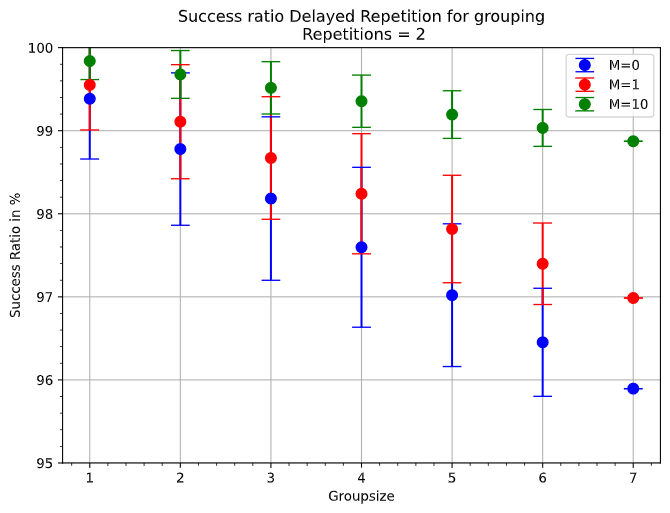 Success ratio Delayed Repetition for grouping
Repetitions = 2
100
99
98
97
96
95
Success Ratio in %
M=0
M=1
M=10
1 2 3 4 5 6 7
Groupsize